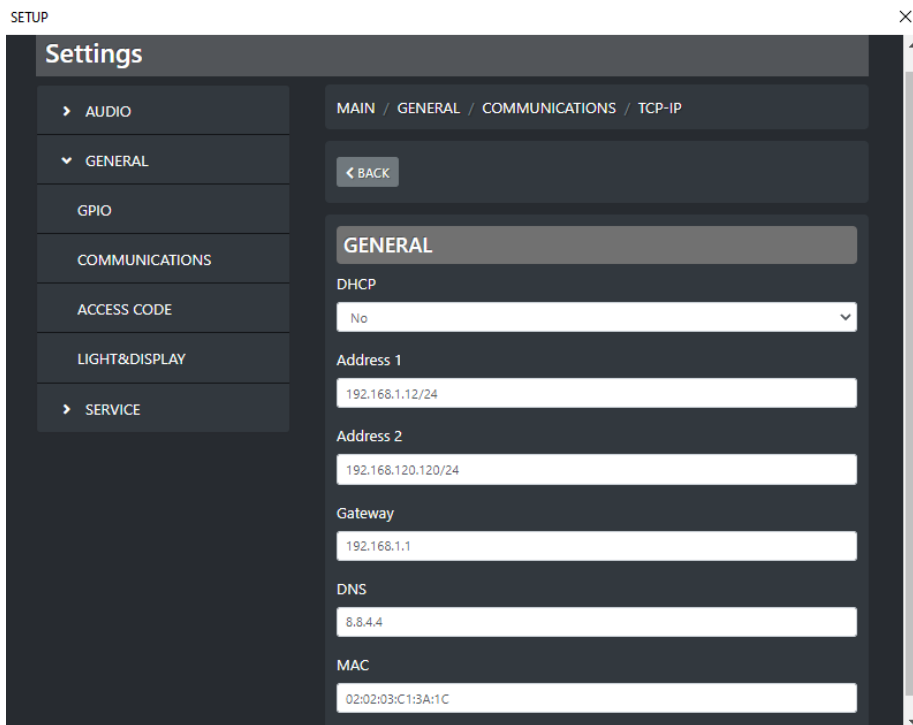 SETUP
Settings
AUDIO
GENERAL
GPIO
COMMUNICATIONS
ACCESS CODE
LIGHT&DISPLAY
SERVICE
MAIN / GENERAL / COMMUNICATIONS / TCP-IP
BACK
GENERAL
DHCP
No
Address 1
192.168.1.12/24
Address 2
192.168.120.120/24
Gateway
192.168.1.1
DNS
8.8.4.4
MAC
02:02:03:C1:3A:1C